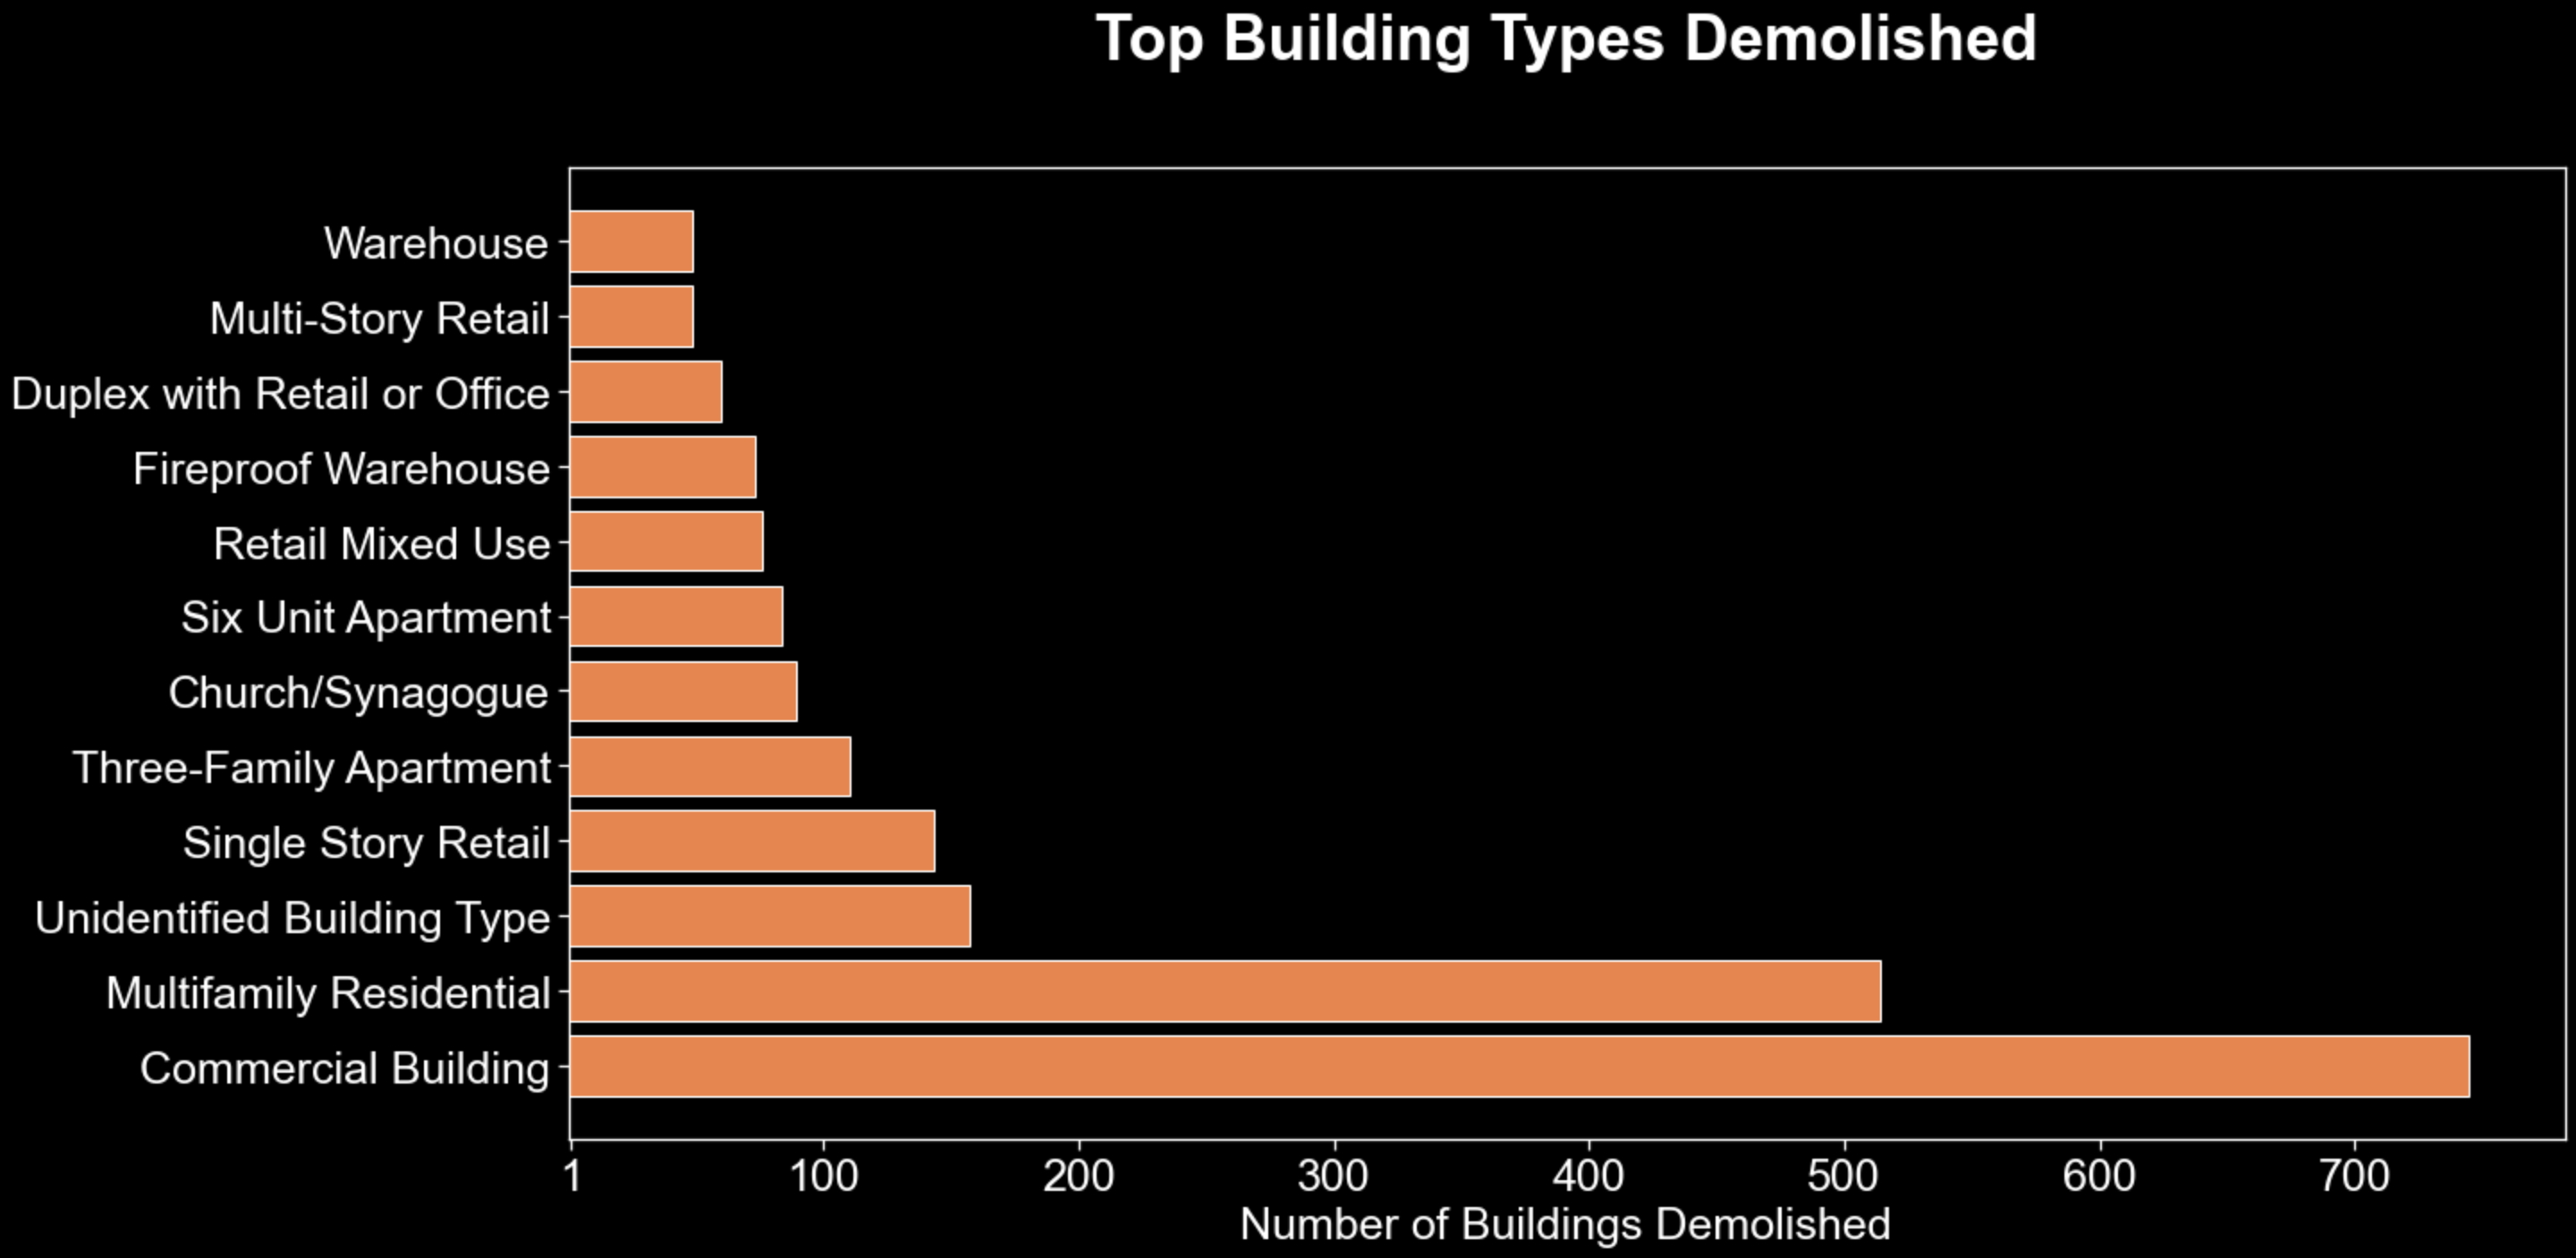 Top Building Types Demolished
Warehouse
Multi-Story Retail
Duplex with Retail or Office
Fireproof Warehouse
Retail Mixed Use
Six Unit Apartment
Church/Synagogue
Three-Family Apartment
Single Story Retail
Unidentified Building Type
Multifamily Residential
Commercial Building
1 100 200 300 400 500 600 700
Number of Buildings Demolished